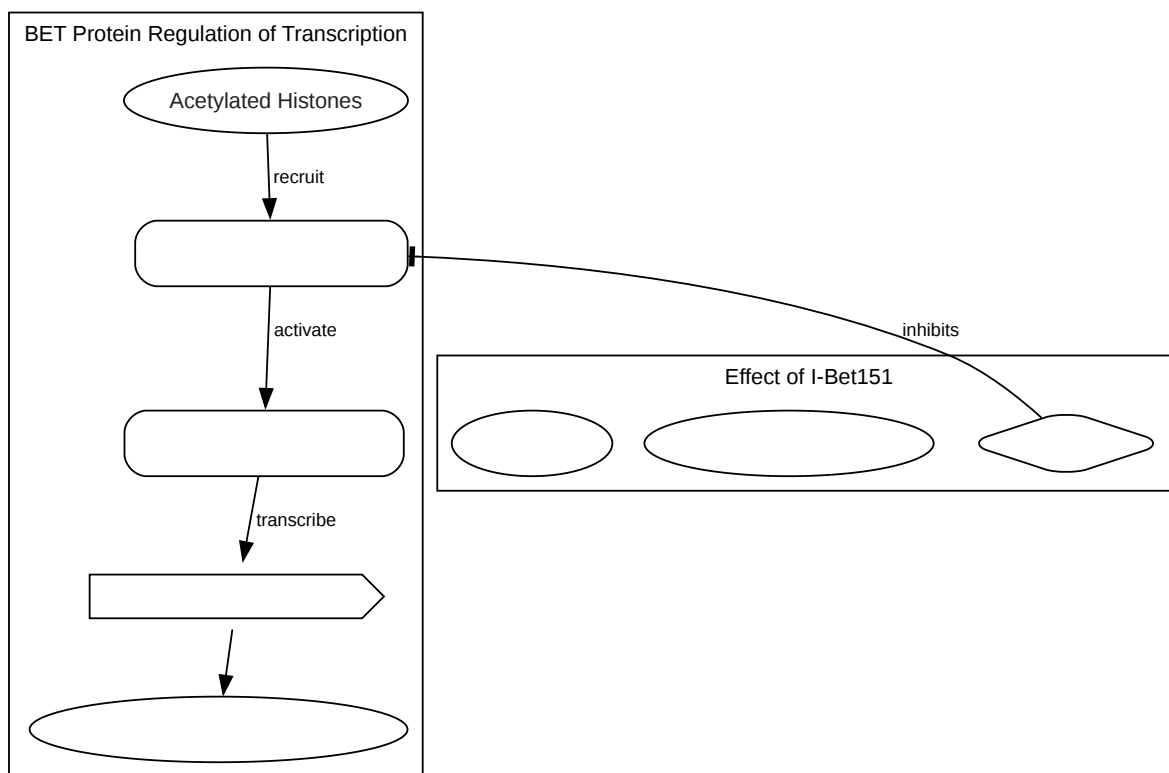 BET Protein Regulation of Transcription
Acetylated Histones
recruit
activate
inhibits
Effect of I-Bet151
transcribe